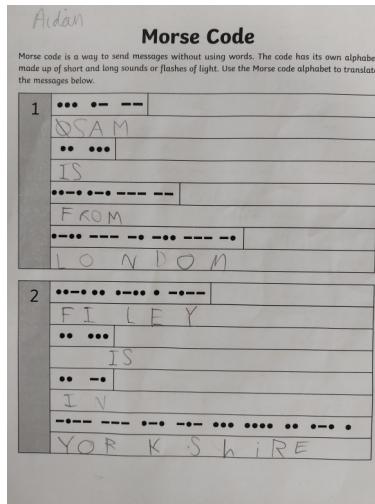 Aidan
Morse Code
Morse code is a way to send messages without using words. The code has its own alphabe
made up of short and long sounds or flashes of light. Use the Morse code alphabet to translat
the messages below.
1
••• •– ––
SAM
•• •••
IS
••–• •–• ––– ––
FROM
•–•• ––– –• –•• ––– –•
LONDOM
2
••–• •• •–•• • –•––
FILEY
•• •••
IS
•• –•
IN
–•–– ––– •–• –•– ••• •••• •• •–• •
YORKShiRE